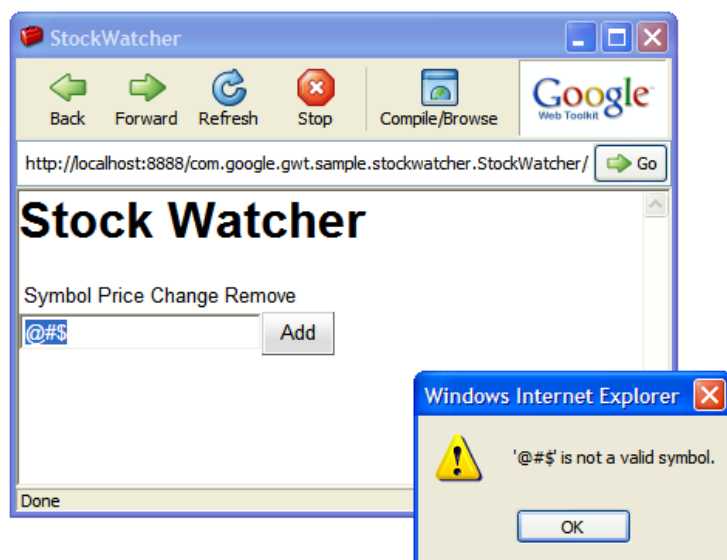 StockWatcher
Back Forward Refresh Stop Compile/Browse
Google
Web Toolkit
http://localhost:8888/com.google.gwt.sample.stockwatcher.StockWatcher/ Go
Stock Watcher
Symbol Price Change Remove
@#$ Add
Windows Internet Explorer
'@#$' is not a valid symbol.
OK
Done